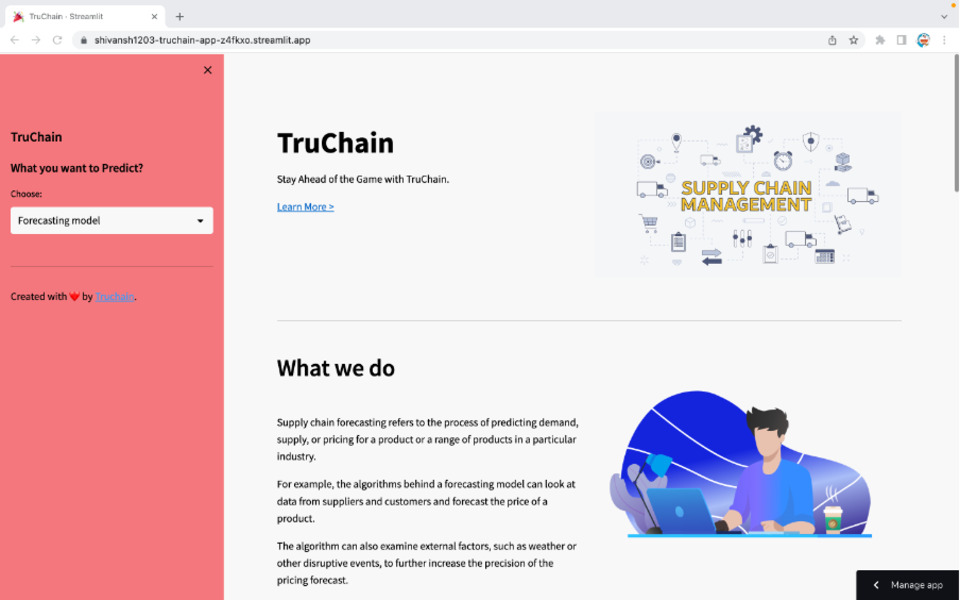 TruChain · Streamlit
shivansh1203-truchain-app-z4fkxo.streamlit.app
TruChain
What you want to Predict?
Choose:
Forecasting model
Created with by Truchain.
TruChain
Stay Ahead of the Game with TruChain.
Learn More >
SUPPLY CHAIN
MANAGEMENT
What we do
Supply chain forecasting refers to the process of predicting demand,
supply, or pricing for a product or a range of products in a particular
industry.
For example, the algorithms behind a forecasting model can look at
data from suppliers and customers and forecast the price of a
product.
The algorithm can also examine external factors, such as weather or
other disruptive events, to further increase the precision of the
pricing forecast.
Manage app